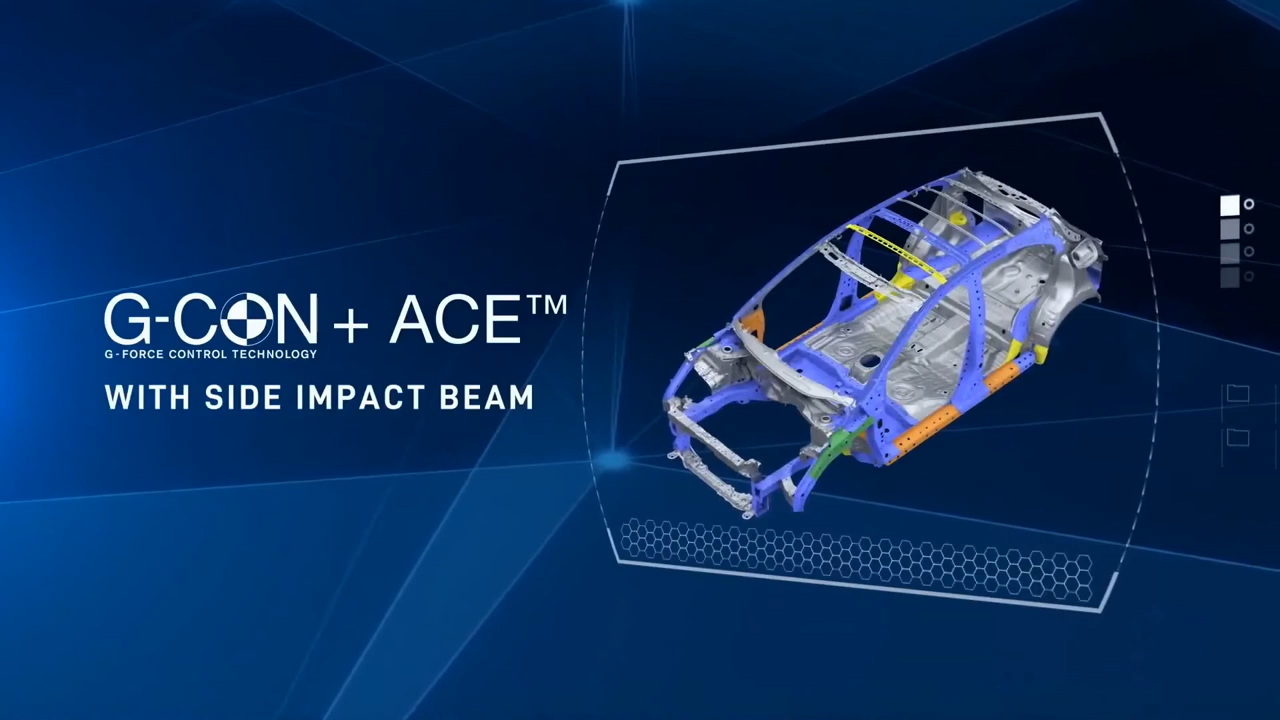 G-CON + ACE™
G-FORCE CONTROL TECHNOLOGY
WITH SIDE IMPACT BEAM